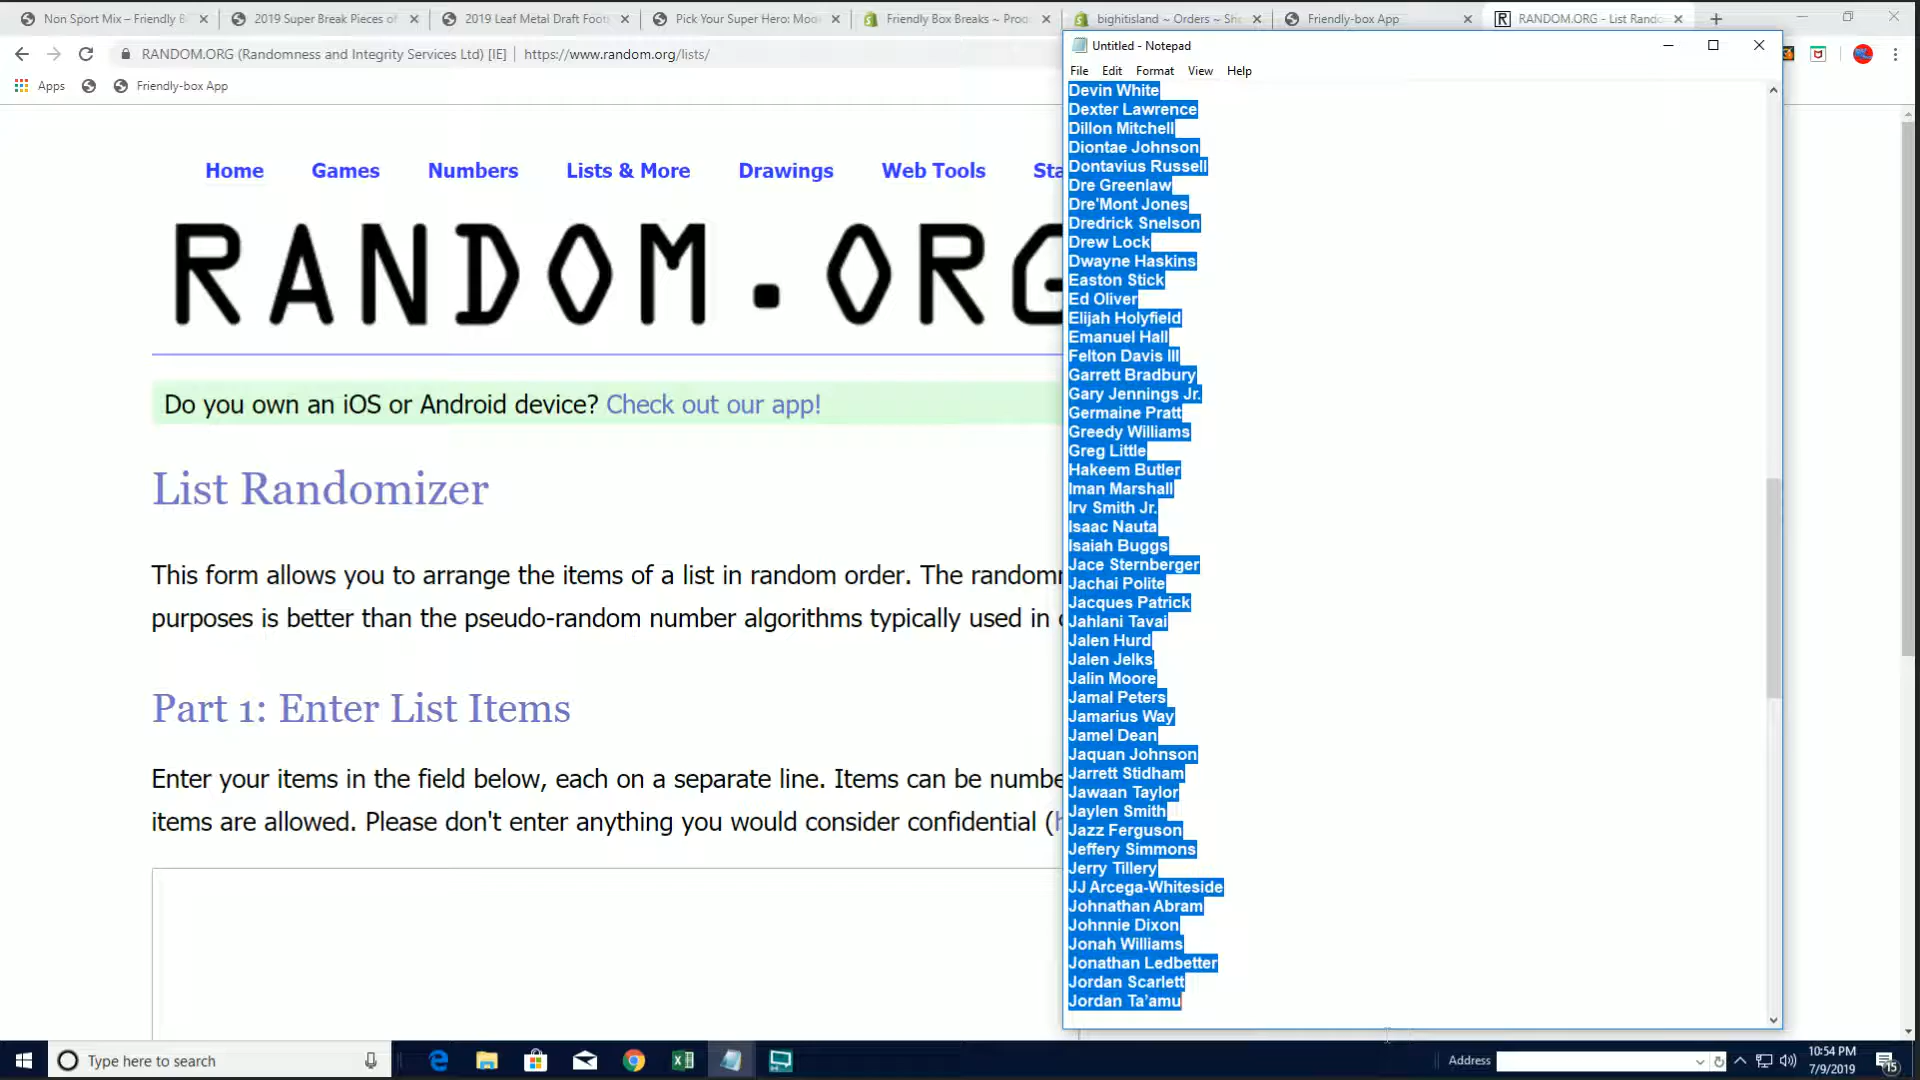 Non Sport Mix – Friendly B
2019 Super Break Pieces of
2019 Leaf Metal Draft Foot
Pick Your Super Hero: Moo
Friendly Box Breaks ~ Proo
bighitisland ~ Orders ~ Sh
Friendly-box App
RANDOM.ORG - List Rando
RANDOM.ORG (Randomness and Integrity Services Ltd) [IE] | https://www.random.org/lists/
Apps
Friendly-box App
Home Games Numbers Lists & More Drawings Web Tools Sta
RANDOM.ORG
Do you own an iOS or Android device? Check out our app!
List Randomizer
This form allows you to arrange the items of a list in random order. The randomn
purposes is better than the pseudo-random number algorithms typically used in c
Part 1: Enter List Items
Enter your items in the field below, each on a separate line. Items can be numbe
items are allowed. Please don't enter anything you would consider confidential (h
Untitled - Notepad
File Edit Format View Help
Devin White
Dexter Lawrence
Dillon Mitchell
Diontae Johnson
Dontavius Russell
Dre Greenlaw
Dre'Mont Jones
Dredrick Snelson
Drew Lock
Dwayne Haskins
Easton Stick
Ed Oliver
Elijah Holyfield
Emanuel Hall
Felton Davis III
Garrett Bradbury
Gary Jennings Jr.
Germaine Pratt
Greedy Williams
Greg Little
Hakeem Butler
Iman Marshall
Irv Smith Jr.
Isaac Nauta
Isaiah Buggs
Jace Sternberger
Jachai Polite
Jacques Patrick
Jahlani Tavai
Jalen Hurd
Jalen Jelks
Jalin Moore
Jamal Peters
Jamarius Way
Jamel Dean
Jaquan Johnson
Jarrett Stidham
Jawaan Taylor
Jaylen Smith
Jazz Ferguson
Jeffery Simmons
Jerry Tillery
JJ Arcega-Whiteside
Johnathan Abram
Johnnie Dixon
Jonah Williams
Jonathan Ledbetter
Jordan Scarlett
Jordan Ta'amu
Type here to search
Address
10:54 PM
7/9/2019
15